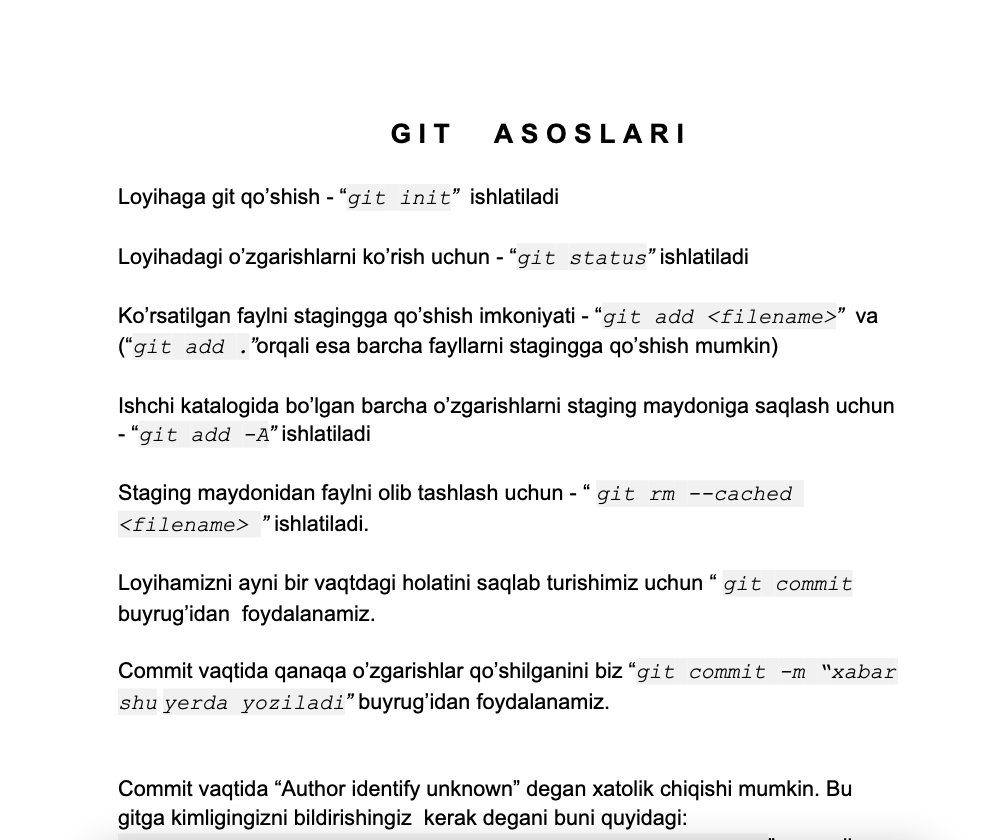 GIT ASOSLARI
Loyihaga git qo’shish - “git init” ishlatiladi
Loyihadagi o’zgarishlarni ko’rish uchun - “git status” ishlatiladi
Ko’rsatilgan faylni stagingga qo’shish imkoniyati - “git add <filename>” va
(“git add .”orqali esa barcha fayllarni stagingga qo’shish mumkin)
Ishchi katalogida bo’lgan barcha o’zgarishlarni staging maydoniga saqlash uchun
- “git add -A” ishlatiladi
Staging maydonidan faylni olib tashlash uchun - “ git rm --cached
<filename> ” ishlatiladi.
Loyihamizni ayni bir vaqtdagi holatini saqlab turishimiz uchun “ git commit
buyrug’idan foydalanamiz.
Commit vaqtida qanaqa o’zgarishlar qo’shilganini biz “git commit -m “xabar
shu yerda yoziladi” buyrug’idan foydalanamiz.
Commit vaqtida “Author identify unknown” degan xatolik chiqishi mumkin. Bu
gitga kimligingizni bildirishingiz kerak degani buni quyidagi: